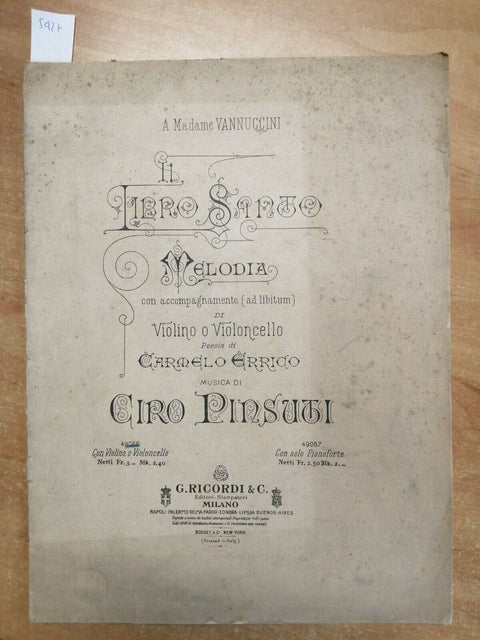 5427
A Madame VANNUCCINI
IL
LIBRO SANTO
MELODIA
con accompagnamento (ad libitum)
DI
Violino o Violoncello
Poesia di
CARMELO ERRICO
MUSICA DI
CIRO PINSUTI
49066 49067
Con Violino o Violoncello Con solo Pianoforte
Netti Fr. 3._ Mk. 2.40 Netti Fr. 2.50 Mk. 2._
G. RICORDI & C.
Editori-Stampatori
MILANO
NAPOLI-PALERMO-ROMA-PARIGI-LONDRA-LIPSIA-BUENOS-AIRES
BOOSEY & Co NEW-YORK
(Printed in Italy)